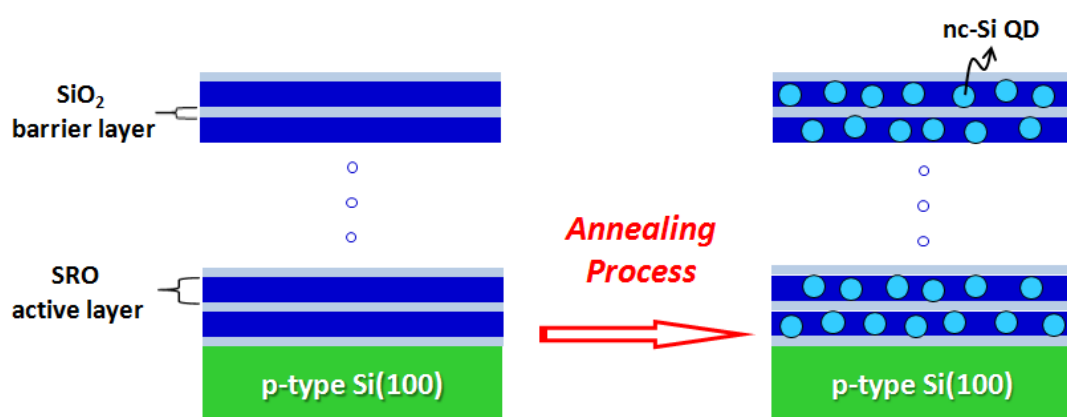 nc-Si QD
SiO₂
barrier layer
SRO
active layer
Annealing
Process
p-type Si(100)
p-type Si(100)